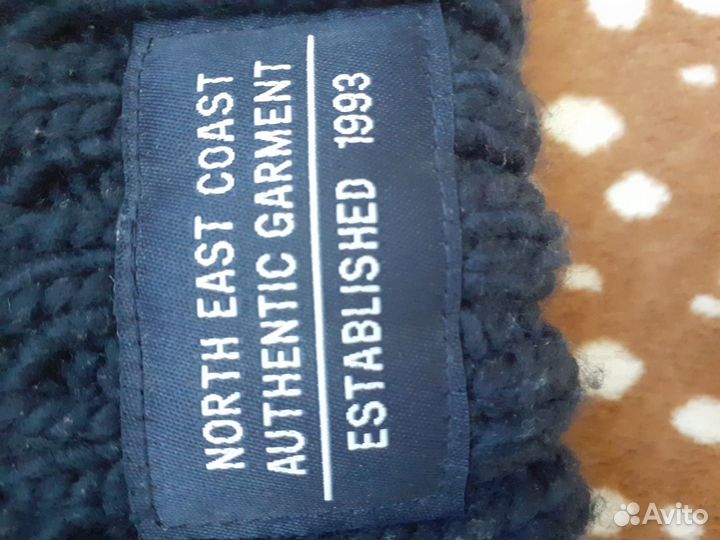 NORTH EAST COAST
AUTHENTIC GARMENT
ESTABLISHED 1993
Avito